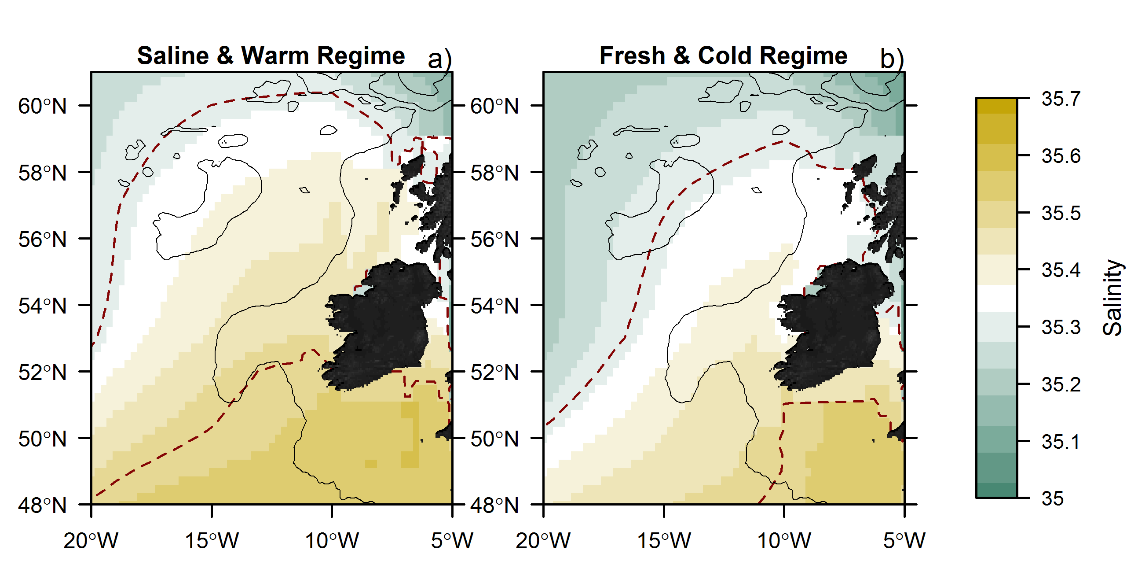 Saline & Warm Regime a)
Fresh & Cold Regime b)
60°N
58°N
56°N
54°N
52°N
50°N
48°N
20°W 15°W 10°W 5°W
60°N
58°N
56°N
54°N
52°N
50°N
48°N
20°W 15°W 10°W 5°W
35.7
35.6
35.5
35.4
35.3
35.2
35.1
35
Salinity